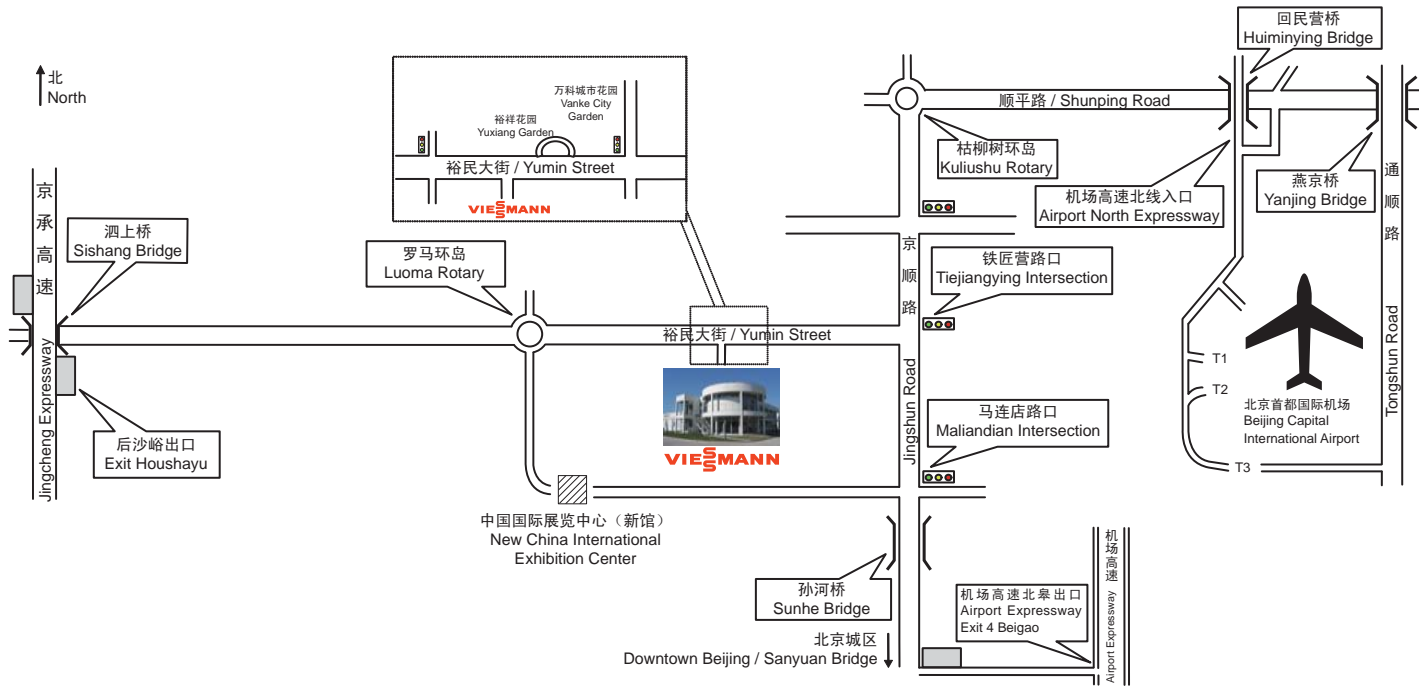 北
North
京承高速
Jingcheng Expressway
泗上桥
Sishang Bridge
后沙峪出口
Exit Houshayu
罗马环岛
Luoma Rotary
万科城市花园
Vanke City
Garden
裕祥花园
Yuxiang Garden
裕民大街 / Yumin Street
VIESSMANN
裕民大街 / Yumin Street
VIESSMANN
中国国际展览中心（新馆）
New China International
Exhibition Center
顺平路 / Shunping Road
枯柳树环岛
Kuliushu Rotary
回民营桥
Huiminying Bridge
机场高速北线入口
Airport North Expressway
燕京桥
Yanjing Bridge
通顺路
Tongshun Road
京顺路
Jingshun Road
铁匠营路口
Tiejiangying Intersection
马连店路口
Maliandian Intersection
T1
T2
T3
北京首都国际机场
Beijing Capital
International Airport
孙河桥
Sunhe Bridge
北京城区
Downtown Beijing / Sanyuan Bridge
机场高速北皋出口
Airport Expressway
Exit 4 Beigao
机场高速
Airport Expressway